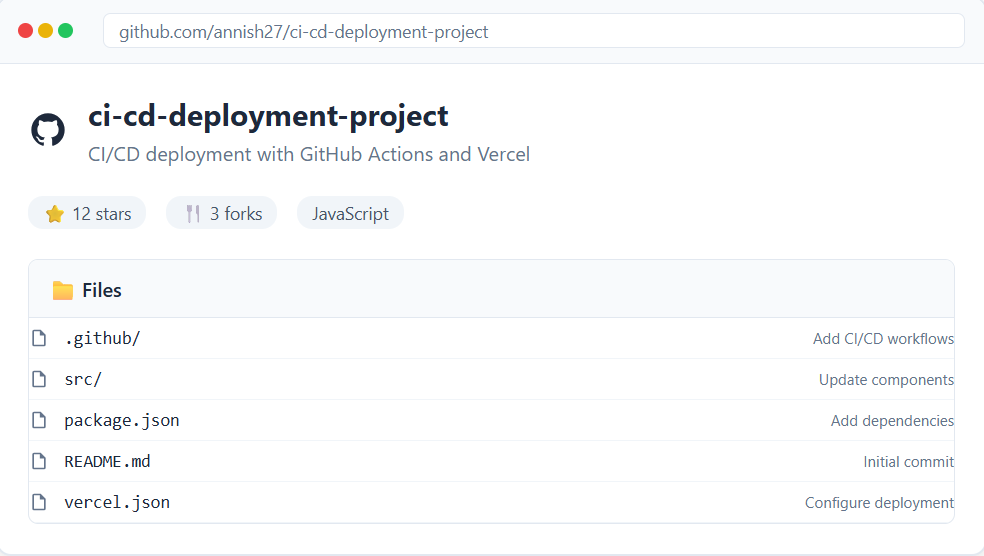 github.com/annish27/ci-cd-deployment-project
ci-cd-deployment-project
CI/CD deployment with GitHub Actions and Vercel
12 stars 3 forks JavaScript
Files
.github/ Add CI/CD workflows
src/ Update components
package.json Add dependencies
README.md Initial commit
vercel.json Configure deployment